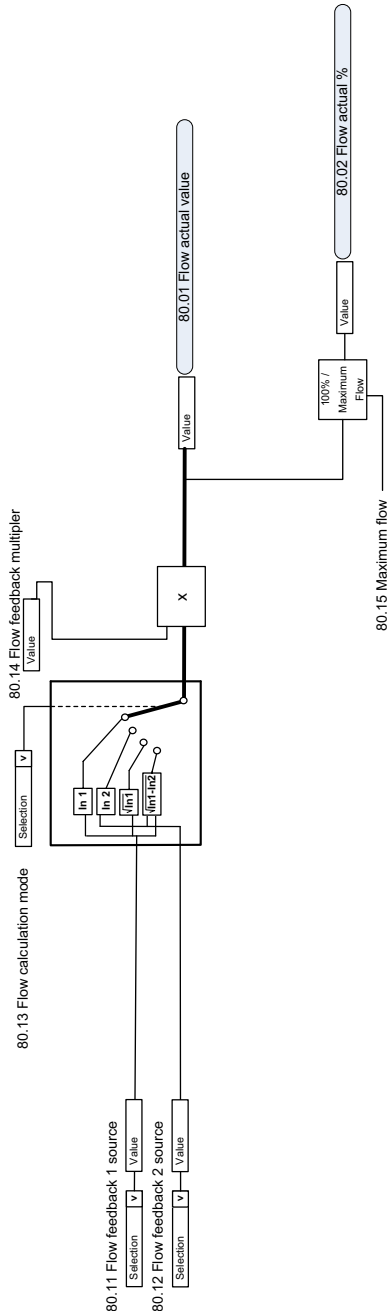 80.13 Flow calculation mode
Selection v
80.14 Flow feedback multipler
Value
In 1
In 2
√In1
√In1-In2
x
Value
80.01 Flow actual value
80.11 Flow feedback 1 source
Selection v Value
80.12 Flow feedback 2 source
Selection v Value
100% /
Maximum
Flow
Value
80.02 Flow actual %
80.15 Maximum flow